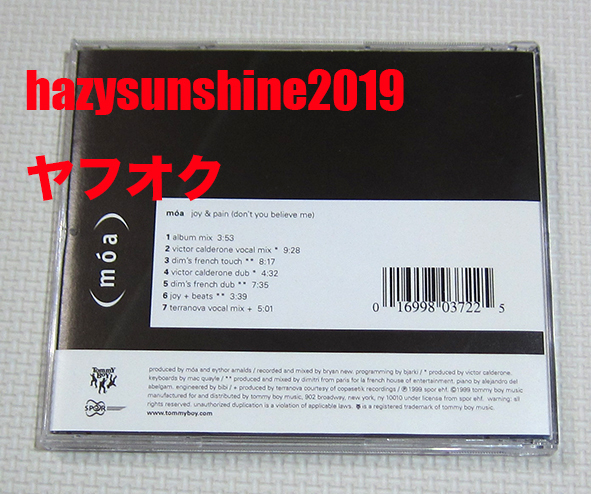 hazysunshine2019
ヤフオク
(móa)
móa joy & pain (don't you believe me)
1 album mix 3:53
2 victor calderone vocal mix * 9:28
3 dim's french touch ** 8:17
4 victor calderone dub * 4:32
5 dim's french dub ** 7:35
6 joy + beats ** 3:39
7 terranova vocal mix + 5:01
0 16998 03722 5
TOMMY BOY
SPOR
produced by móa and eythor arnalds / recorded and mixed by bryan new. programming by bjarki / * produced by victor calderone.
keyboards by mac quayle / ** produced and mixed by dimitri from paris for la french house of entertainment, piano by alejandro del
abelgam. engineered by bibi / + produced by terranova courtesy of copasetik recordings / ℗ 1999 spor ehf. ©1999 tommy boy music.
manufactured for and distributed by tommy boy music, 902 broadway, new york, ny 10010 under license from spor ehf. warning: all
rights reserved. unauthorized duplication is a violation of applicable laws. is a registered trademark of tommy boy music.
www.tommyboy.com